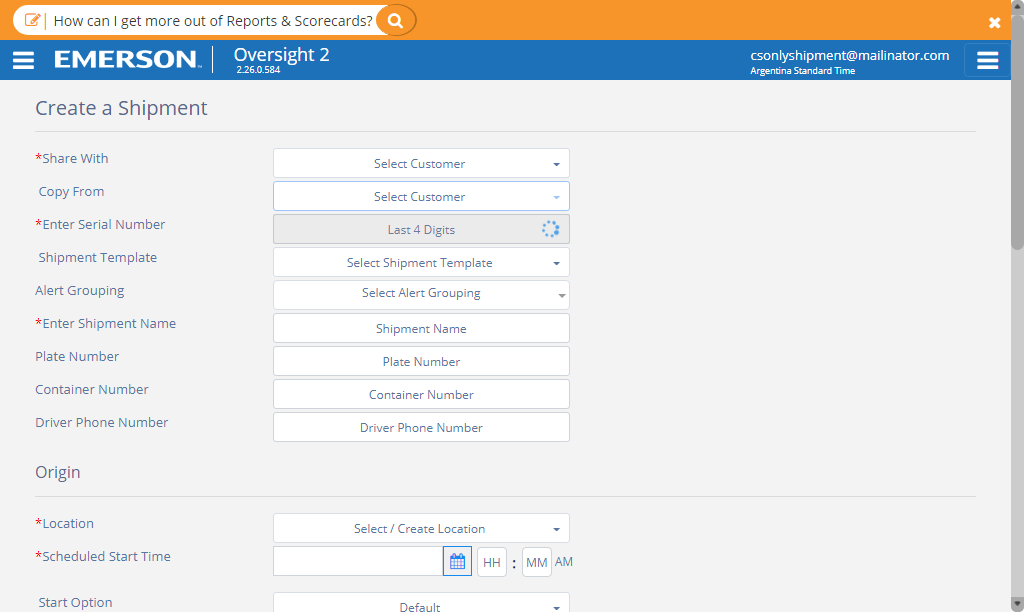 How can I get more out of Reports & Scorecards?
EMERSON™
Oversight 2
2.26.0.584
csonlyshipment@mailinator.com
Argentina Standard Time
Create a Shipment
*Share With
Select Customer
Copy From
Select Customer
*Enter Serial Number
Last 4 Digits
Shipment Template
Select Shipment Template
Alert Grouping
Select Alert Grouping
*Enter Shipment Name
Shipment Name
Plate Number
Plate Number
Container Number
Container Number
Driver Phone Number
Driver Phone Number
Origin
*Location
Select / Create Location
*Scheduled Start Time
HH : MM AM
Start Option
Default